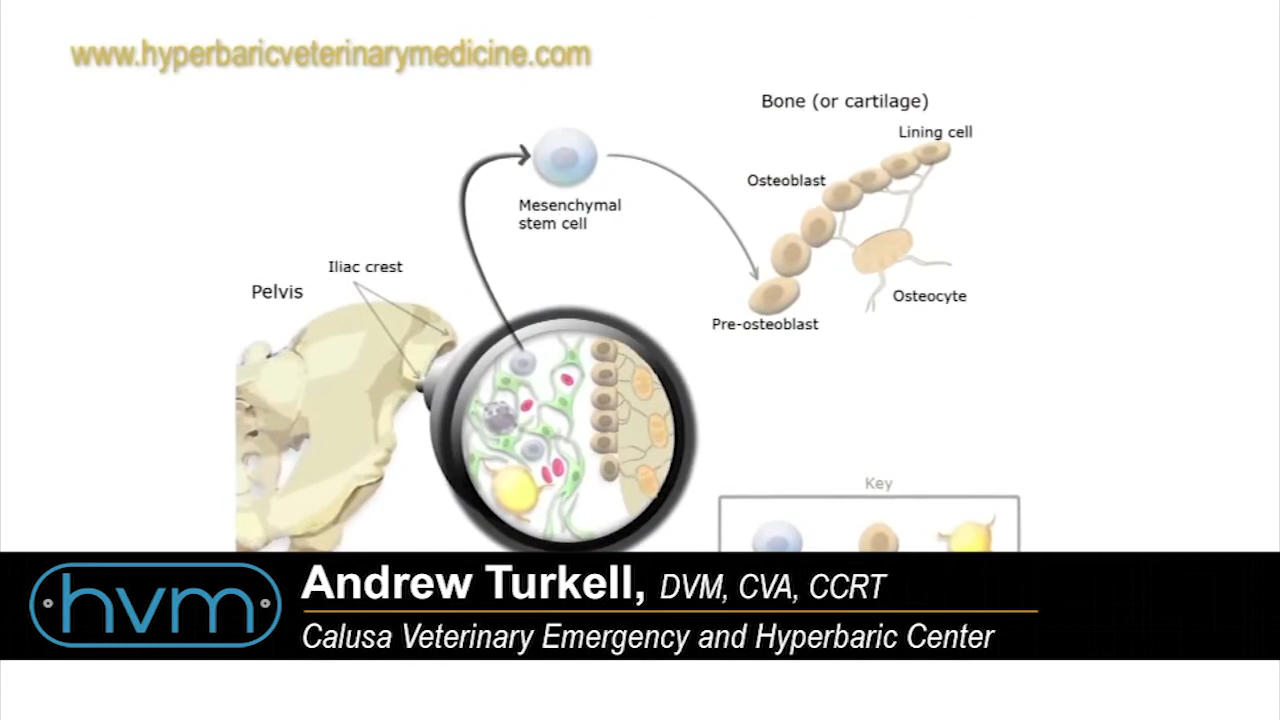 www.hyperbaricveterinarymedicine.com
Bone (or cartilage)
Lining cell
Osteoblast
Mesenchymal
stem cell
Iliac crest
Pelvis
Osteocyte
Pre-osteoblast
Key
hvm
Andrew Turkell, DVM, CVA, CCRT
Calusa Veterinary Emergency and Hyperbaric Center